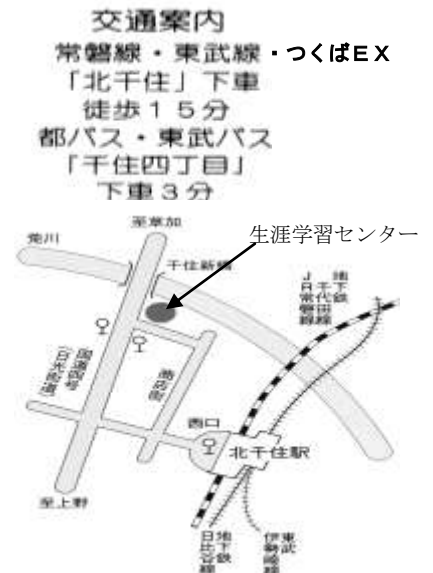 交通案内
常磐線・東武線・つくばEX
「北千住」下車
徒歩15分
都バス・東武バス
「千住四丁目」
下車3分
至草加
生涯学習センター
荒川
千住新橋
JR常磐線
地下鉄千代田線
国道四号
(日光街道)
商店街
西口
北千住駅
至上野
地下鉄日比谷線
東武伊勢崎線